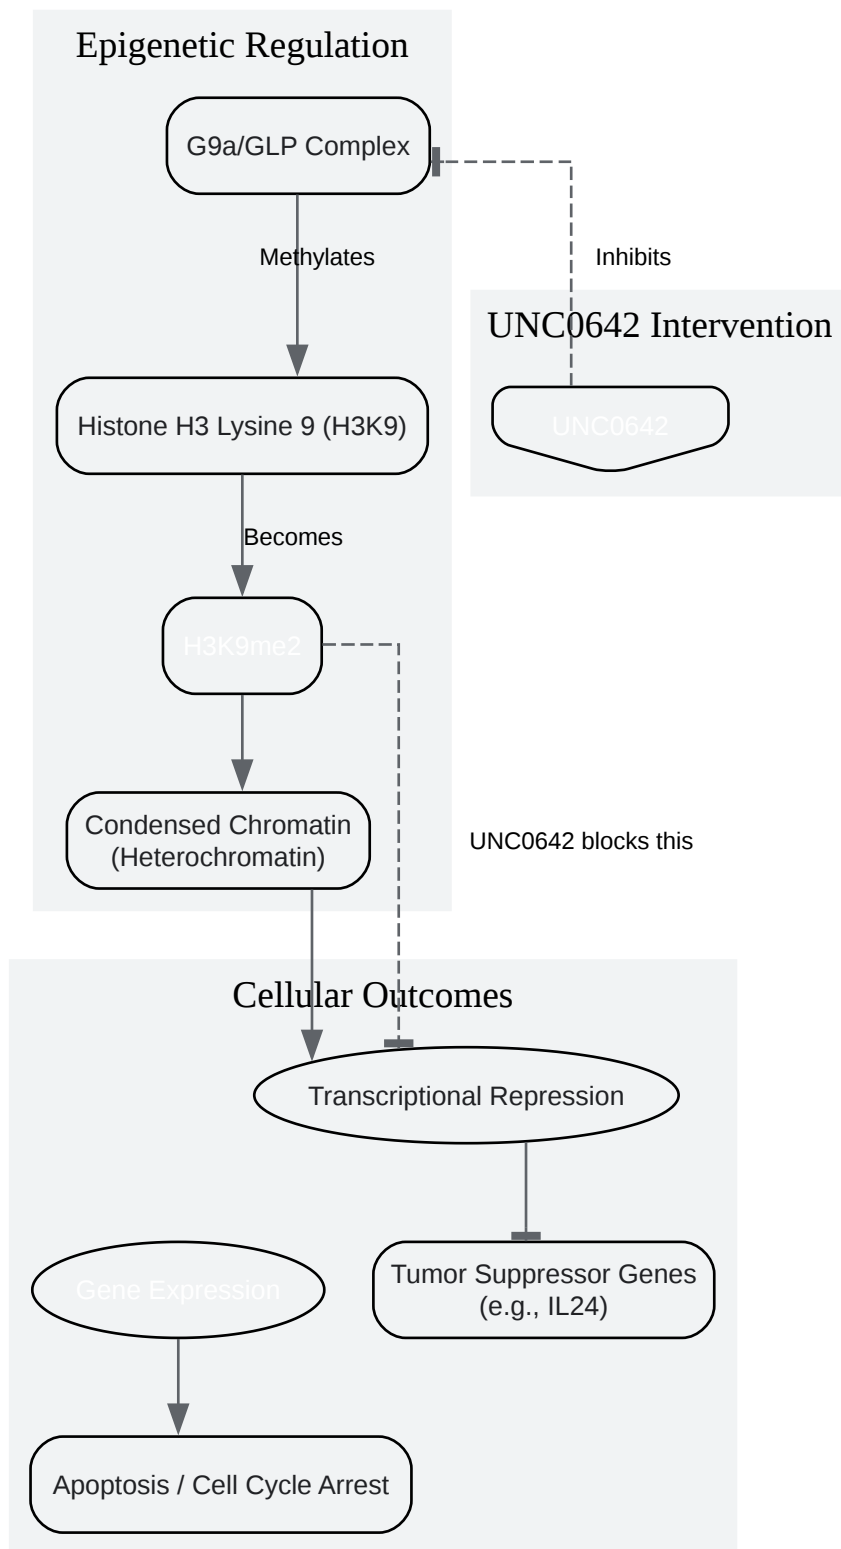 Epigenetic Regulation
G9a/GLP Complex
Methylates
Inhibits
UNC0642 Intervention
Histone H3 Lysine 9 (H3K9)
UNC0642
Becomes
H3K9me2
Condensed Chromatin
(Heterochromatin)
UNC0642 blocks this
Cellular Outcomes
Transcriptional Repression
Gene Expression
Tumor Suppressor Genes
(e.g., IL24)
Apoptosis / Cell Cycle Arrest